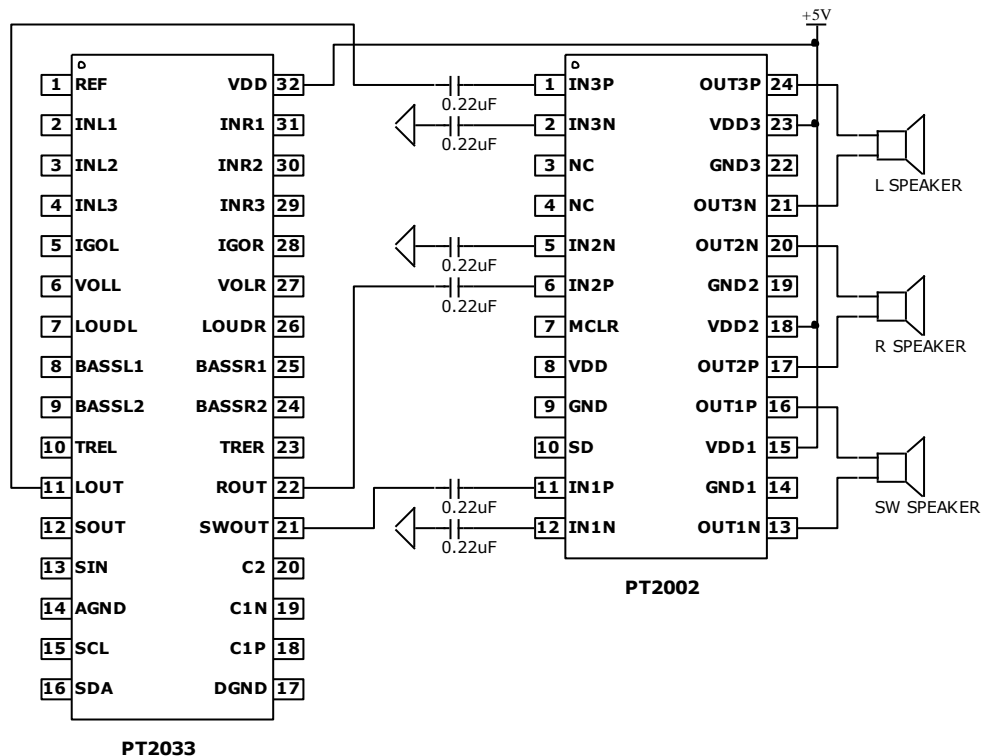 +5V
1 REF VDD 32
2 INL1 INR1 31
3 INL2 INR2 30
4 INL3 INR3 29
5 IGOL IGOR 28
6 VOLL VOLR 27
7 LOUDL LOUDR 26
8 BASSL1 BASSR1 25
9 BASSL2 BASSR2 24
10 TREL TRER 23
11 LOUT ROUT 22
12 SOUT SWOUT 21
13 SIN C2 20
14 AGND C1N 19
15 SCL C1P 18
16 SDA DGND 17
PT2033
0.22uF
0.22uF
0.22uF
0.22uF
0.22uF
0.22uF
1 IN3P OUT3P 24
2 IN3N VDD3 23
3 NC GND3 22
4 NC OUT3N 21
5 IN2N OUT2N 20
6 IN2P GND2 19
7 MCLR VDD2 18
8 VDD OUT2P 17
9 GND OUT1P 16
10 SD VDD1 15
11 IN1P GND1 14
12 IN1N OUT1N 13
PT2002
L SPEAKER
R SPEAKER
SW SPEAKER